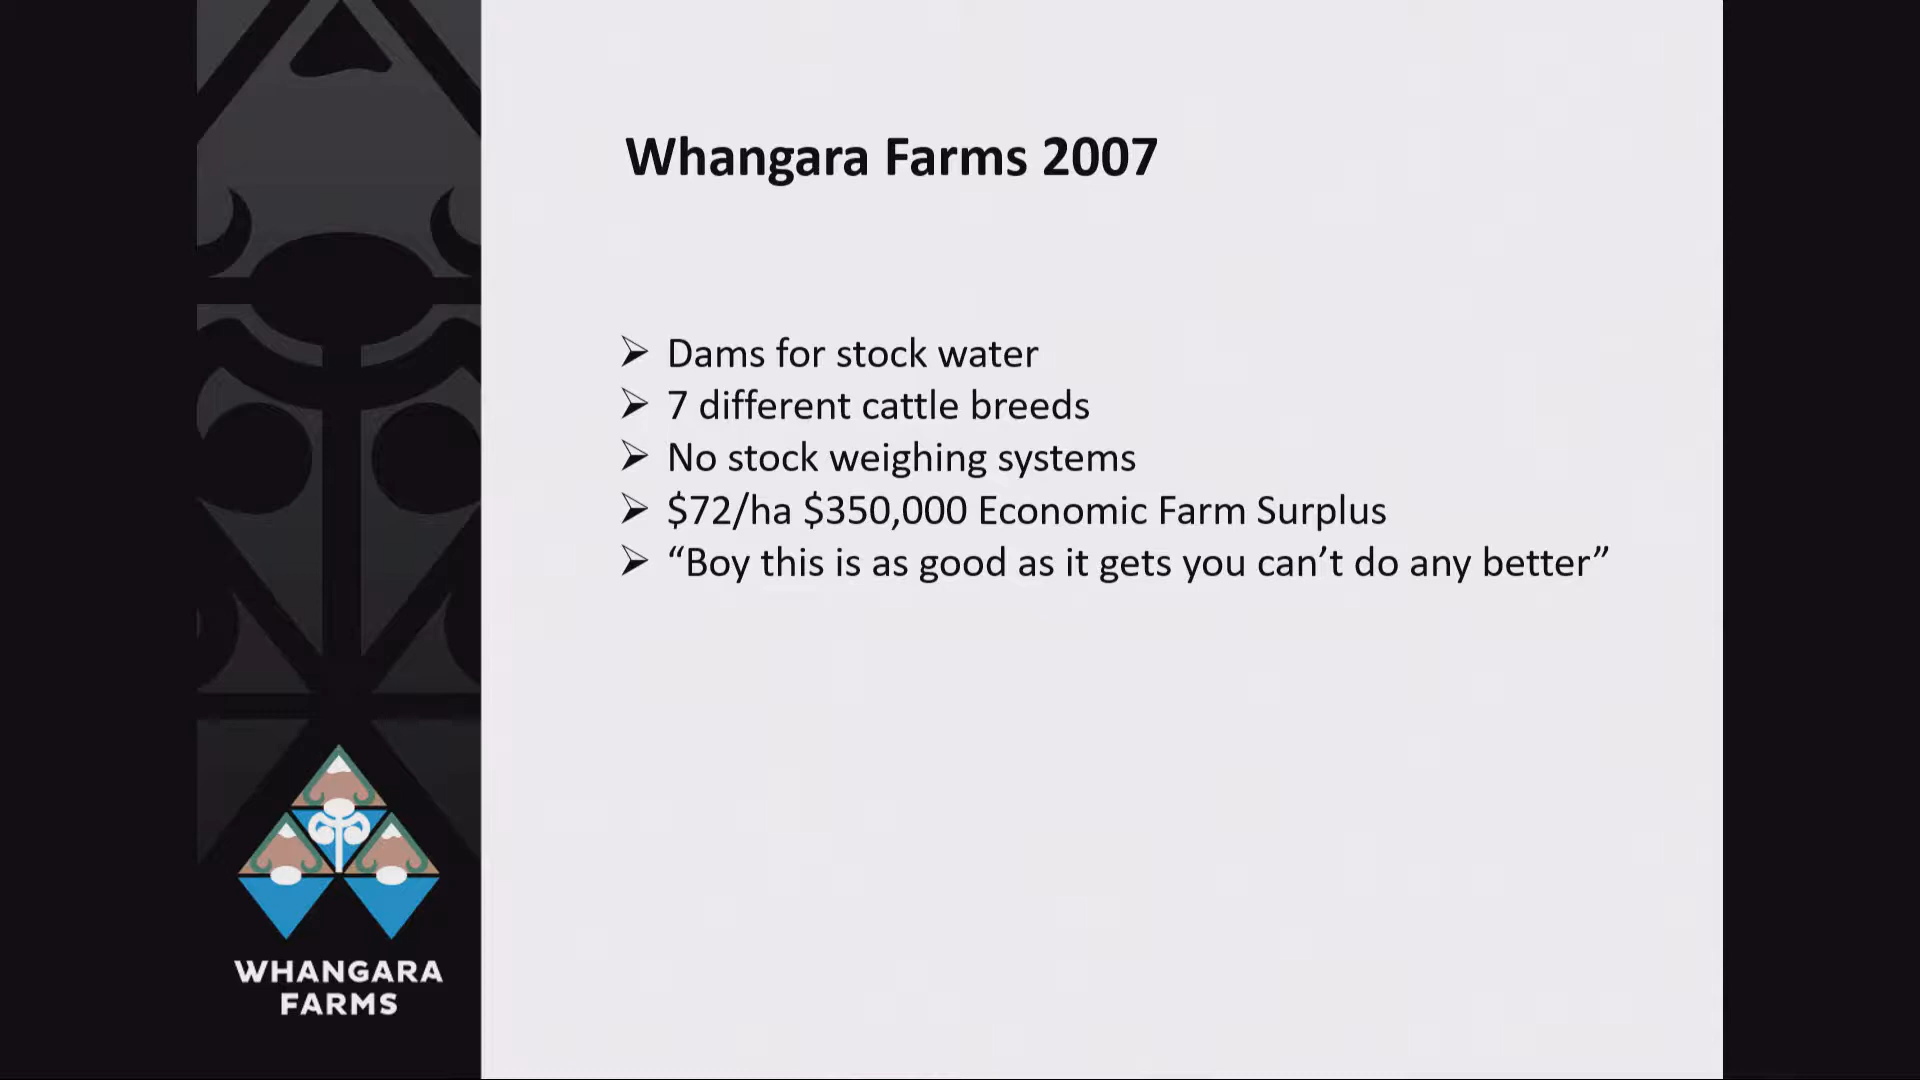 Whangara Farms 2007
➢ Dams for stock water
➢ 7 different cattle breeds
➢ No stock weighing systems
➢ $72/ha $350,000 Economic Farm Surplus
➢ “Boy this is as good as it gets you can’t do any better”
WHANGARA
FARMS